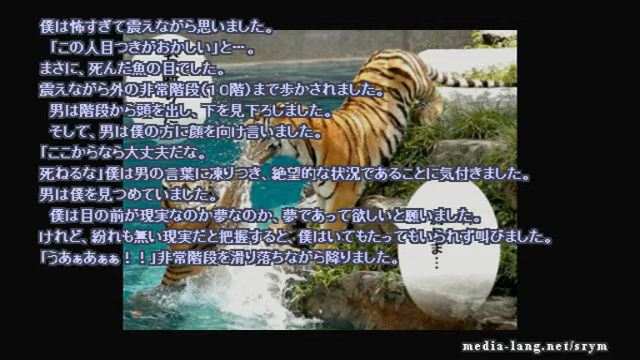 僕は怖すぎて震えながら思いました。
「この人目つきがおかしい」と…。
まさに、死んだ魚の目でした。
震えながら外の非常階段(10階)まで歩かされました。
男は階段から頭を出し、下を見下ろしました。
そして、男は僕の方に顔を向け言いました。
「ここからなら大丈夫だな。
死ねるな」僕は男の言葉に凍りつき、絶望的な状況であることに気付きました。
男は僕を見つめていました。
僕は目の前が現実なのか夢なのか、夢であって欲しいと願いました。
けれど、紛れも無い現実だと把握すると、僕はいてもたってもいられず叫びました。
「うあぁあぁぁ！！」非常階段を滑り落ちながら降りました。
ま…
media-lang.net/srym